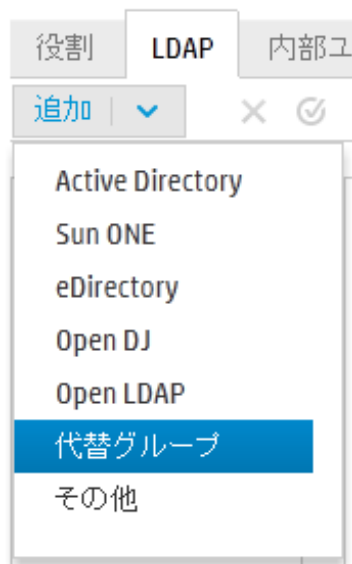 役割 LDAP 内部ユ
追加
Active Directory
Sun ONE
eDirectory
Open DJ
Open LDAP
代替グループ
その他